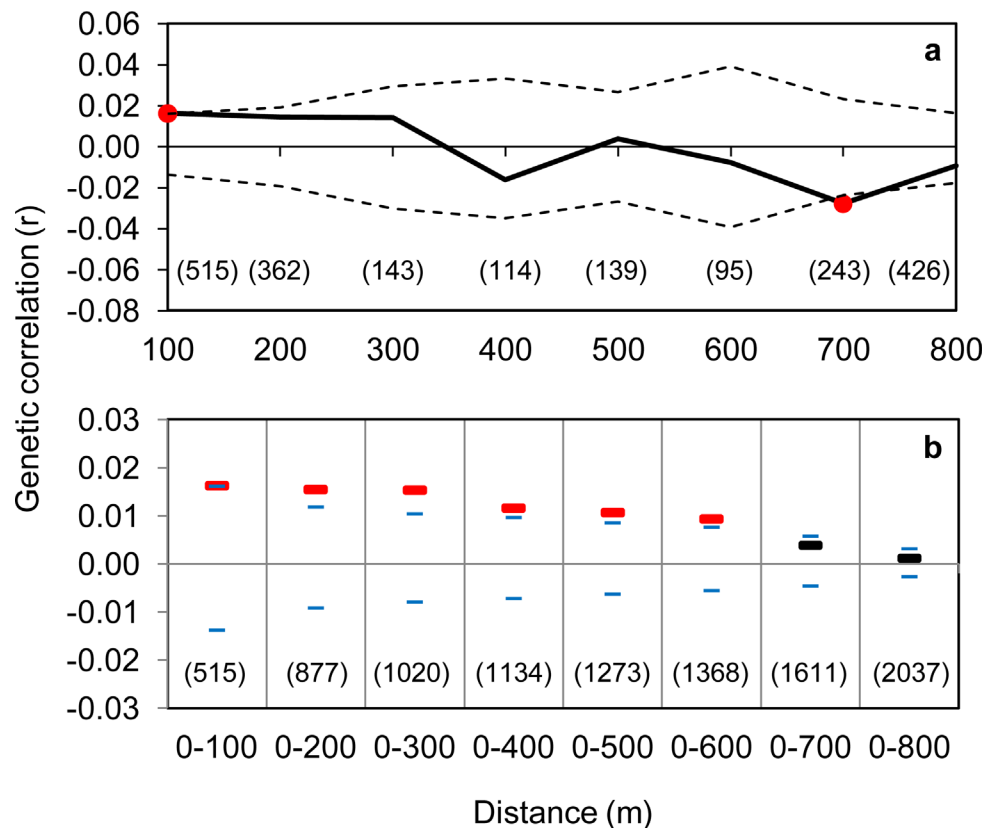 Genetic correlation (r)
a
0.06
0.04
0.02
0.00
-0.02
-0.04
-0.06
-0.08
(515) (362) (143) (114) (139) (95) (243) (426)
100 200 300 400 500 600 700 800
b
0.03
0.02
0.01
0.00
-0.01
-0.02
-0.03
(515) (877) (1020) (1134) (1273) (1368) (1611) (2037)
0-100 0-200 0-300 0-400 0-500 0-600 0-700 0-800
Distance (m)